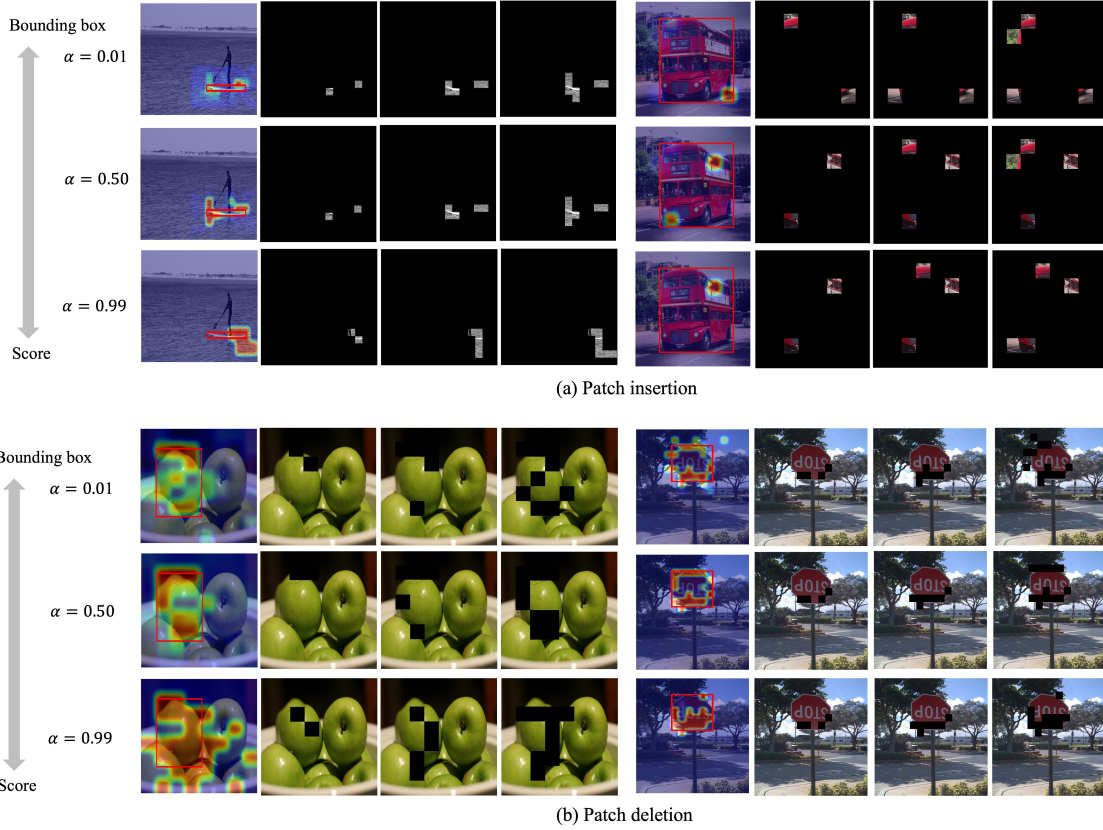 Bounding box
α = 0.01
α = 0.50
α = 0.99
Score
(a) Patch insertion
Bounding box
α = 0.01
STOP
α = 0.50
α = 0.99
Score
(b) Patch deletion